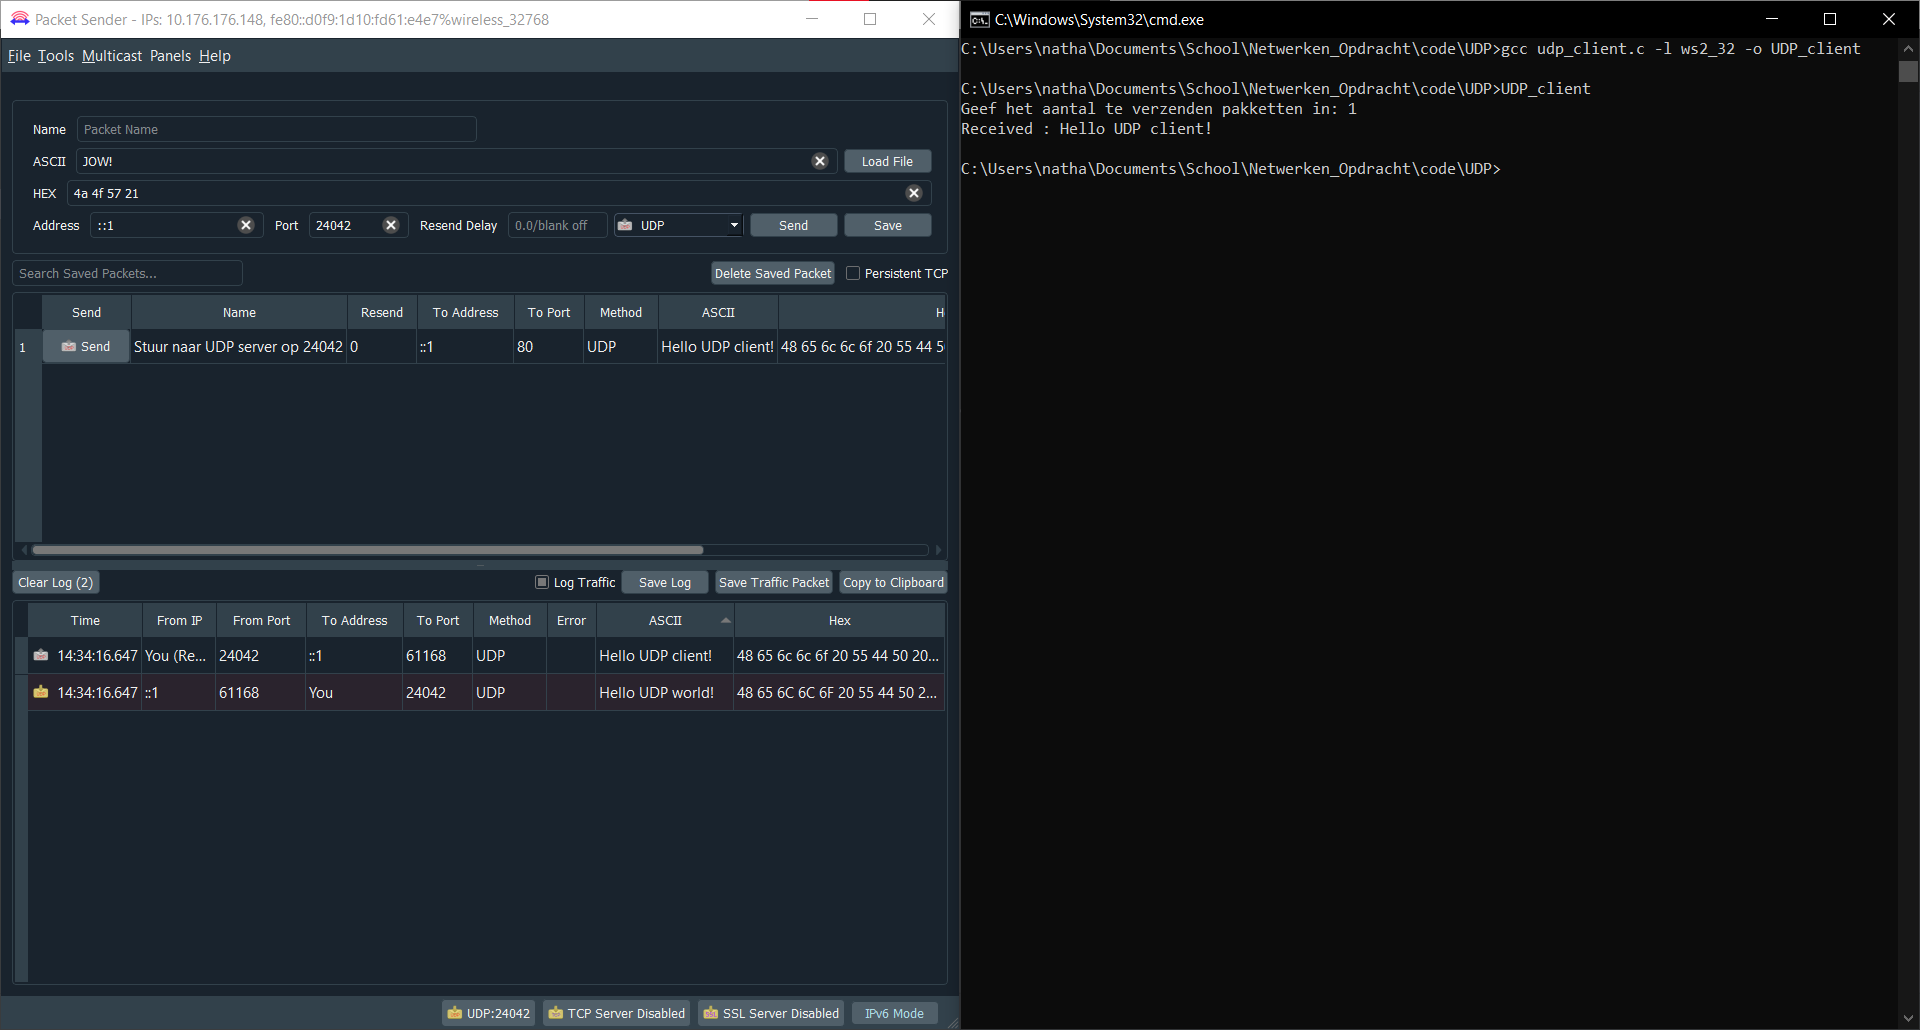 Packet Sender - IPs: 10.176.176.148, fe80::d0f9:1d10:fd61:e4e7%wireless_32768
File Tools Multicast Panels Help
Name Packet Name
ASCII JOW! Load File
HEX 4a 4f 57 21
Address ::1 Port 24042 Resend Delay 0.0/blank off UDP Send Save
Search Saved Packets... Delete Saved Packet Persistent TCP
Send Name Resend To Address To Port Method ASCII H
1 Send Stuur naar UDP server op 24042 0 ::1 80 UDP Hello UDP client! 48 65 6c 6c 6f 20 55 44 5
Clear Log (2) Log Traffic Save Log Save Traffic Packet Copy to Clipboard
Time From IP From Port To Address To Port Method Error ASCII Hex
14:34:16.647 You (Re... 24042 ::1 61168 UDP Hello UDP client! 48 65 6c 6c 6f 20 55 44 50 20...
14:34:16.647 ::1 61168 You 24042 UDP Hello UDP world! 48 65 6C 6C 6F 20 55 44 50 2...
UDP:24042 TCP Server Disabled SSL Server Disabled IPv6 Mode
C:\Windows\System32\cmd.exe
C:\Users\natha\Documents\School\Netwerken_Opdracht\code\UDP>gcc udp_client.c -l ws2_32 -o UDP_client
C:\Users\natha\Documents\School\Netwerken_Opdracht\code\UDP>UDP_client
Geef het aantal te verzenden pakketten in: 1
Received : Hello UDP client!
C:\Users\natha\Documents\School\Netwerken_Opdracht\code\UDP>